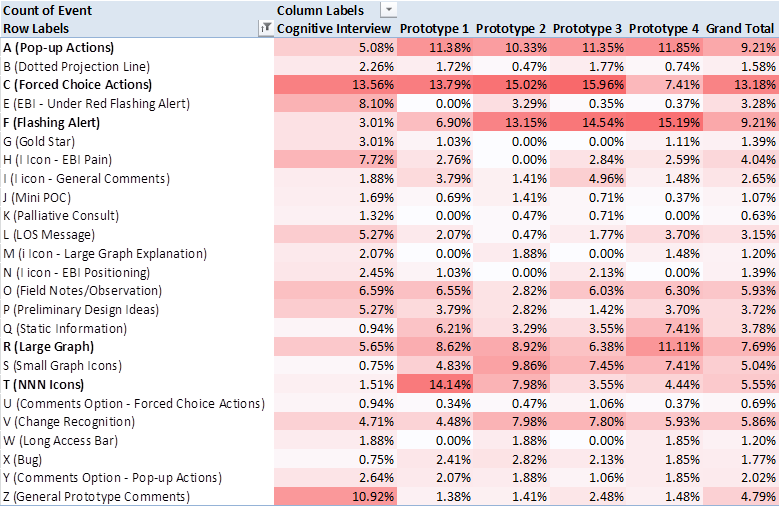 Count of Event Column Labels
Row Labels Cognitive Interview Prototype 1 Prototype 2 Prototype 3 Prototype 4 Grand Total
A (Pop-up Actions) 5.08% 11.38% 10.33% 11.35% 11.85% 9.21%
B (Dotted Projection Line) 2.26% 1.72% 0.47% 1.77% 0.74% 1.58%
C (Forced Choice Actions) 13.56% 13.79% 15.02% 15.96% 7.41% 13.18%
E (EBI - Under Red Flashing Alert) 8.10% 0.00% 3.29% 0.35% 0.37% 3.28%
F (Flashing Alert) 3.01% 6.90% 13.15% 14.54% 15.19% 9.21%
G (Gold Star) 3.01% 1.03% 0.00% 0.00% 1.11% 1.39%
H (I Icon - EBI Pain) 7.72% 2.76% 0.00% 2.84% 2.59% 4.04%
I (I icon - General Comments) 1.88% 3.79% 1.41% 4.96% 1.48% 2.65%
J (Mini POC) 1.69% 0.69% 1.41% 0.71% 0.37% 1.07%
K (Palliative Consult) 1.32% 0.00% 0.47% 0.71% 0.00% 0.63%
L (LOS Message) 5.27% 2.07% 0.47% 1.77% 3.70% 3.15%
M (i Icon - Large Graph Explanation) 2.07% 0.00% 1.88% 0.00% 1.48% 1.20%
N (I icon - EBI Positioning) 2.45% 1.03% 0.00% 2.13% 0.00% 1.39%
O (Field Notes/Observation) 6.59% 6.55% 2.82% 6.03% 6.30% 5.93%
P (Preliminary Design Ideas) 5.27% 3.79% 2.82% 1.42% 3.70% 3.72%
Q (Static Information) 0.94% 6.21% 3.29% 3.55% 7.41% 3.78%
R (Large Graph) 5.65% 8.62% 8.92% 6.38% 11.11% 7.69%
S (Small Graph Icons) 0.75% 4.83% 9.86% 7.45% 7.41% 5.04%
T (NNN Icons) 1.51% 14.14% 7.98% 3.55% 4.44% 5.55%
U (Comments Option - Forced Choice Actions) 0.94% 0.34% 0.47% 1.06% 0.37% 0.69%
V (Change Recognition) 4.71% 4.48% 7.98% 7.80% 5.93% 5.86%
W (Long Access Bar) 1.88% 0.00% 1.88% 0.00% 1.85% 1.20%
X (Bug) 0.75% 2.41% 2.82% 2.13% 1.85% 1.77%
Y (Comments Option - Pop-up Actions) 2.64% 2.07% 1.88% 1.06% 1.85% 2.02%
Z (General Prototype Comments) 10.92% 1.38% 1.41% 2.48% 1.48% 4.79%